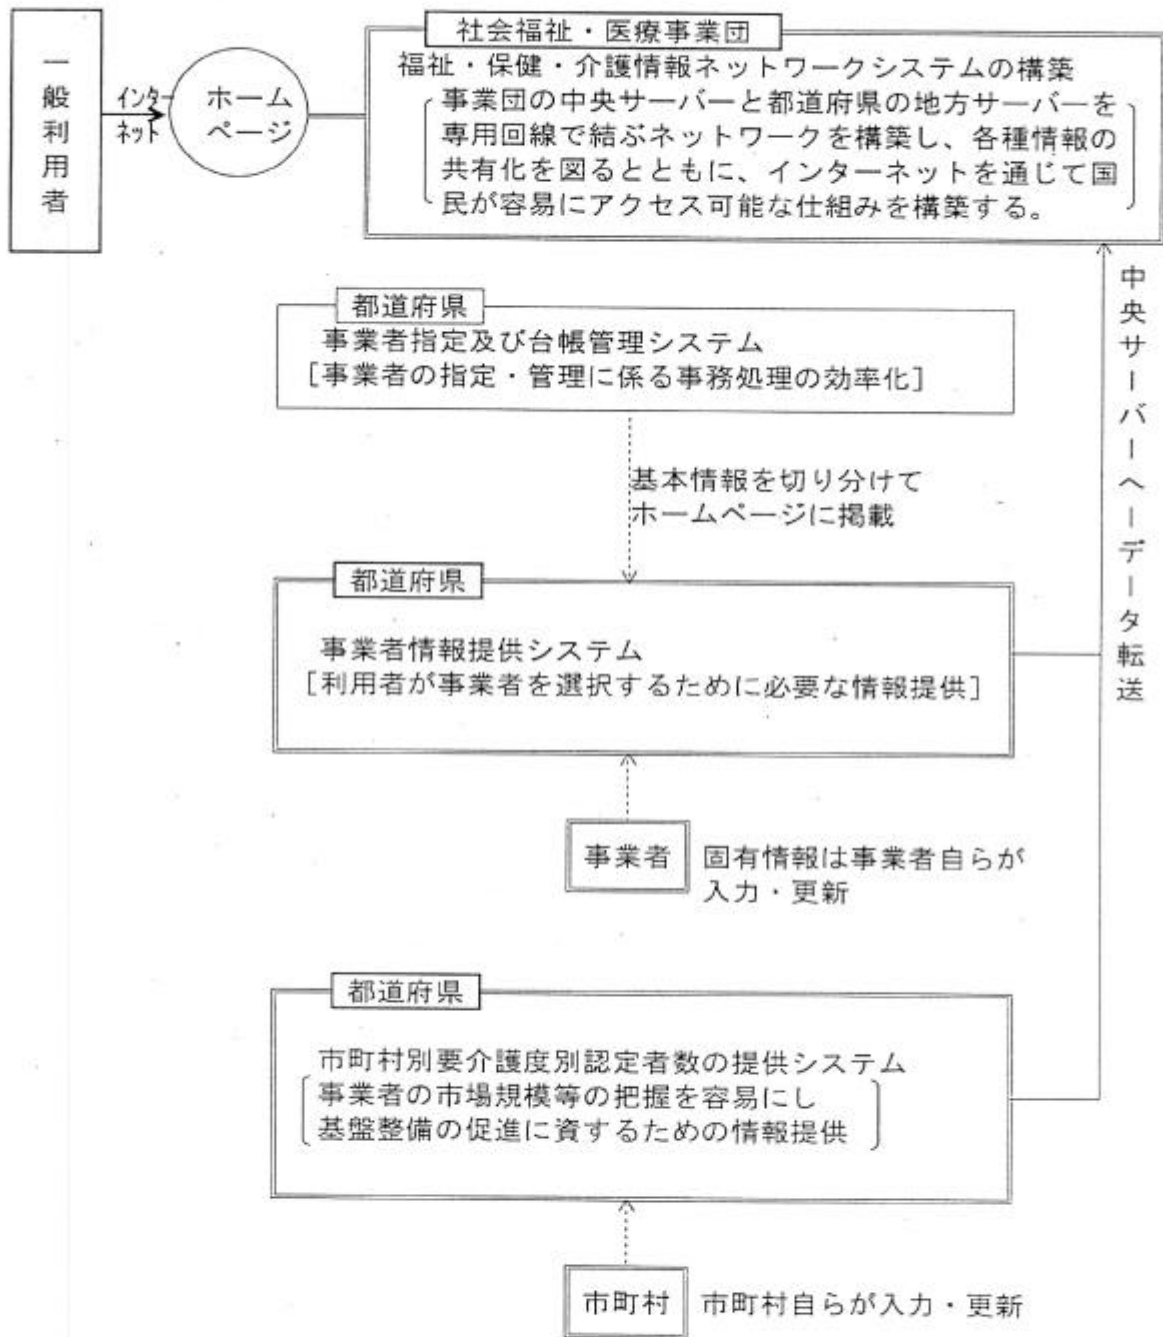 一般利用者
インター
ネット
ホーム
ページ
社会福祉・医療事業団
福祉・保健・介護情報ネットワークシステムの構築
事業団の中央サーバーと都道府県の地方サーバーを
専用回線で結ぶネットワークを構築し、各種情報の
共有化を図るとともに、インターネットを通じて国
民が容易にアクセス可能な仕組みを構築する。
中央サーバーへデータ転送
都道府県
事業者指定及び台帳管理システム
[事業者の指定・管理に係る事務処理の効率化]
基本情報を切り分けて
ホームページに掲載
都道府県
事業者情報提供システム
[利用者が事業者を選択するために必要な情報提供]
事業者
固有情報は事業者自らが
入力・更新
都道府県
市町村別要介護度別認定者数の提供システム
事業者の市場規模等の把握を容易にし
基盤整備の促進に資するための情報提供
市町村
市町村自らが入力・更新